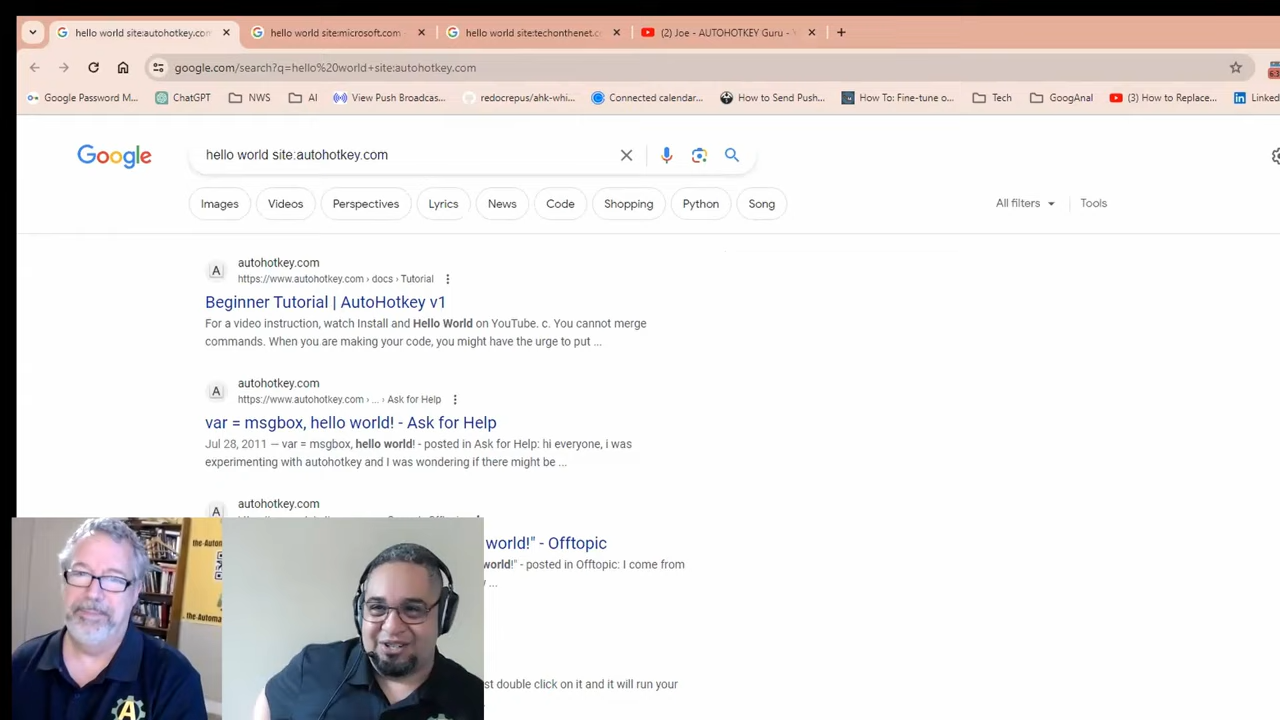 hello world site:autohotkey.com
hello world site:microsoft.com
hello world site:techonthenet.c
(2) Joe - AUTOHOTKEY Guru -
google.com/search?q=hello%20world+site:autohotkey.com
Google Password M...
ChatGPT
NWS
AI
View Push Broadcas...
redocrepus/ahk-whi...
Connected calendar...
How to Send Push...
How To: Fine-tune o...
Tech
GoogAnal
(3) How to Replace...
Linked
Google
hello world site:autohotkey.com
Images
Videos
Perspectives
Lyrics
News
Code
Shopping
Python
Song
All filters
Tools
A
autohotkey.com
https://www.autohotkey.com › docs › Tutorial
Beginner Tutorial | AutoHotkey v1
For a video instruction, watch Install and Hello World on YouTube. c. You cannot merge
commands. When you are making your code, you might have the urge to put ...
A
autohotkey.com
https://www.autohotkey.com › ... › Ask for Help
var = msgbox, hello world! - Ask for Help
Jul 28, 2011 — var = msgbox, hello world! - posted in Ask for Help: hi everyone, i was
experimenting with autohotkey and I was wondering if there might be ...
A
autohotkey.com
world!" - Offtopic
world!" - posted in Offtopic: I come from
...
double click on it and it will run your
the-Autom
the-Automa
A